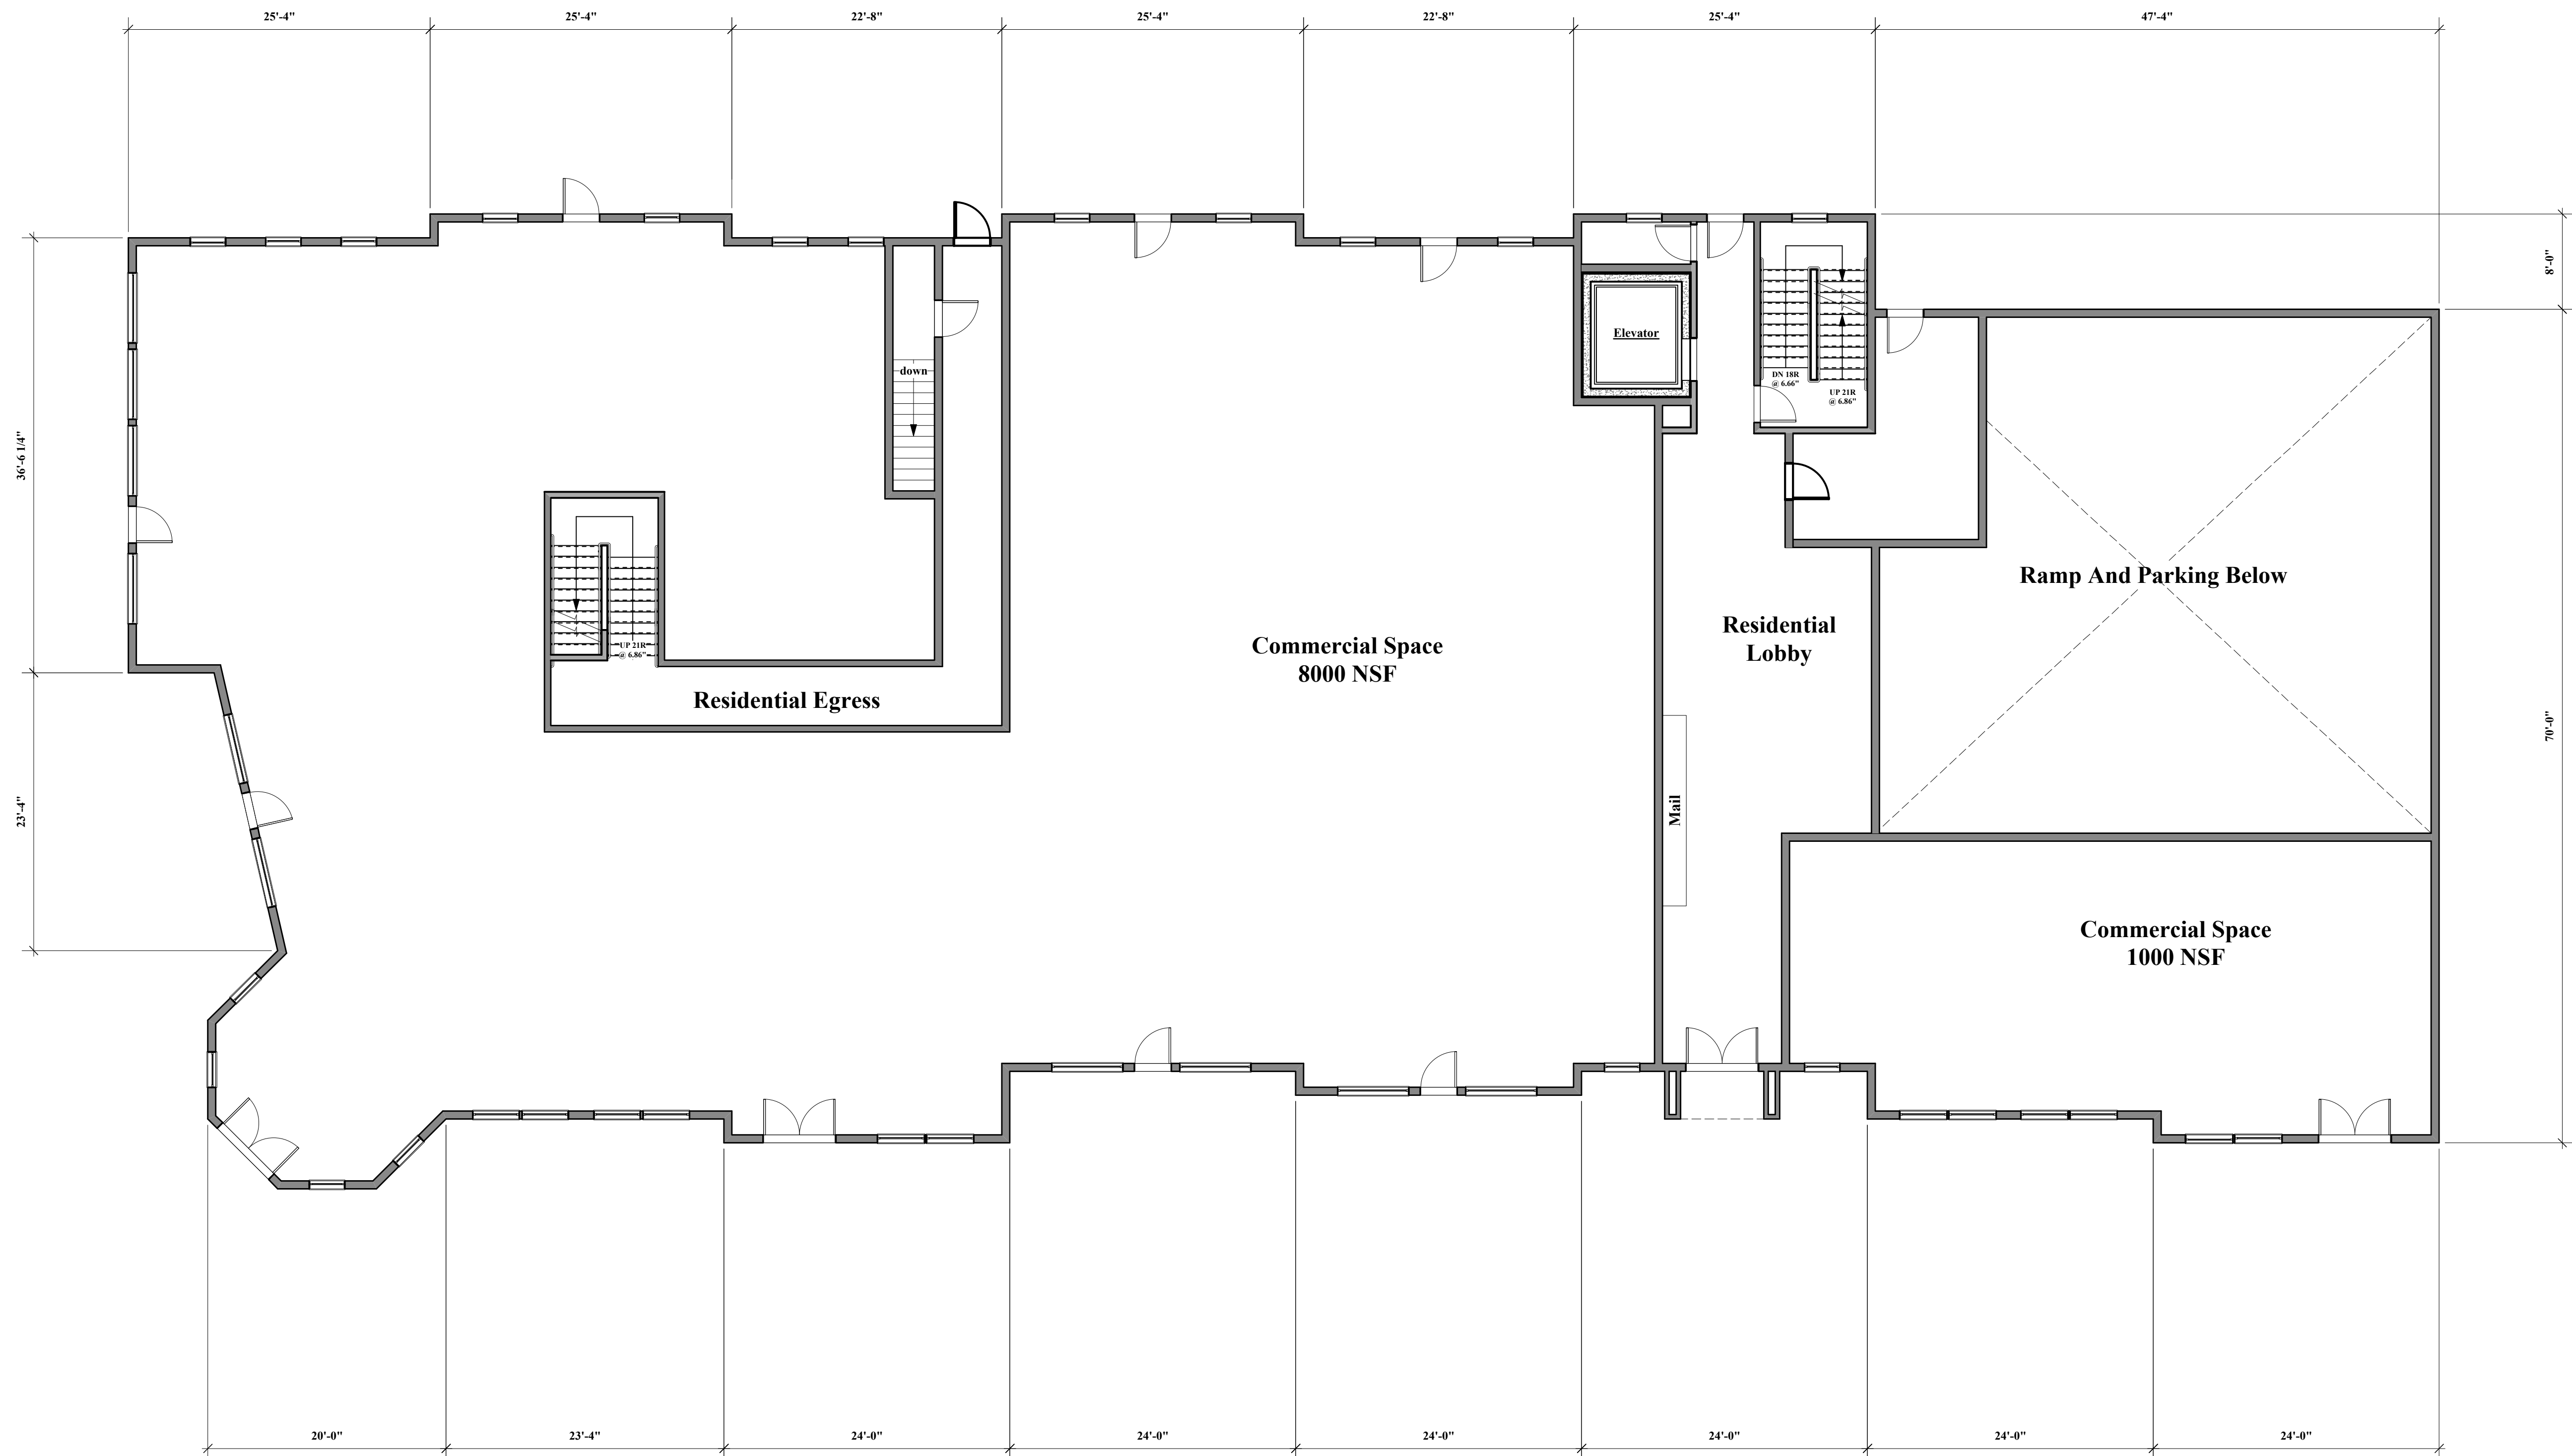 25'-4"
25'-4"
22'-8"
25'-4"
22'-8"
25'-4"
47'-4"
8'-0"
Elevator
down
DN 18R
@ 6.66"
UP 21R
@ 6.86"
36'-6 1/4"
Ramp And Parking Below
Residential
Lobby
UP 21R
@ 6.86"
Commercial Space
8000 NSF
Residential Egress
70'-0"
23'-4"
Mail
Commercial Space
1000 NSF
20'-0"
23'-4"
24'-0"
24'-0"
24'-0"
24'-0"
24'-0"
24'-0"